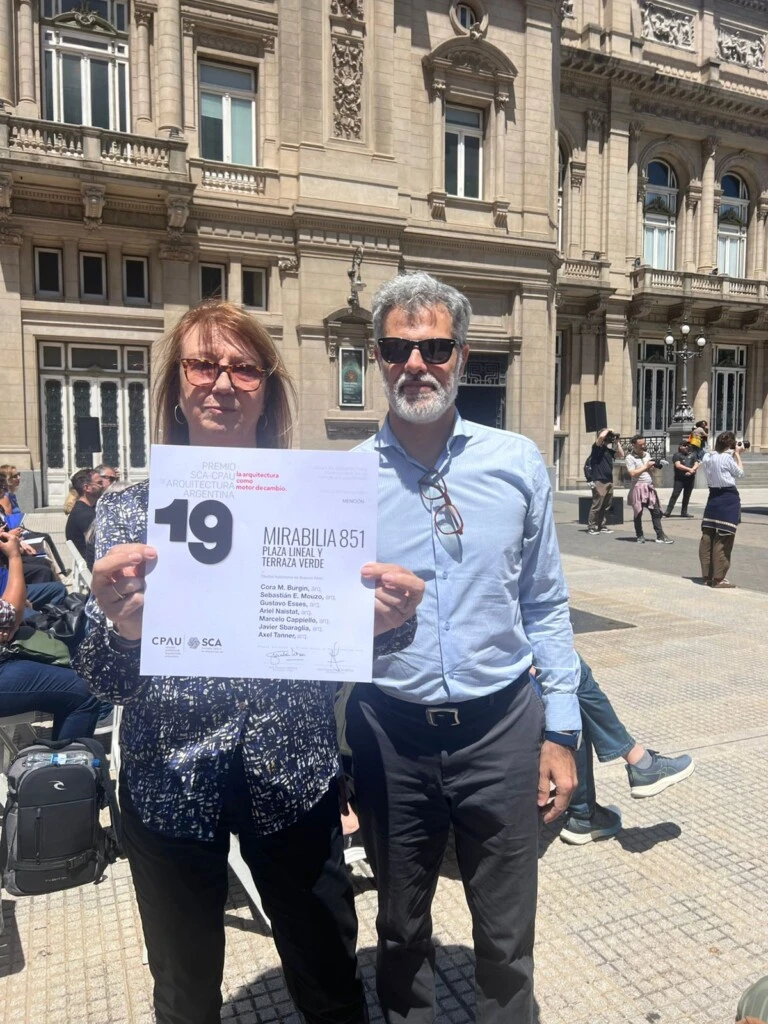 PREMIO
SCA-CPAU
DE ARQUITECTURA
ARGENTINA
la arquitectura
como
motor de cambio.
19
MENCIÓN
MIRABILIA 851
PLAZA LINEAL Y
TERRAZA VERDE
Cora M. Burgin, arq.
Sebastián E. Mouzo, arq.
Gustavo Esses, arq.
Ariel Naistat, arq.
Marcelo Cappiello, arq.
Javier Sbaraglia, arq.
Axel Tanner, arq.
CPAU
SCA